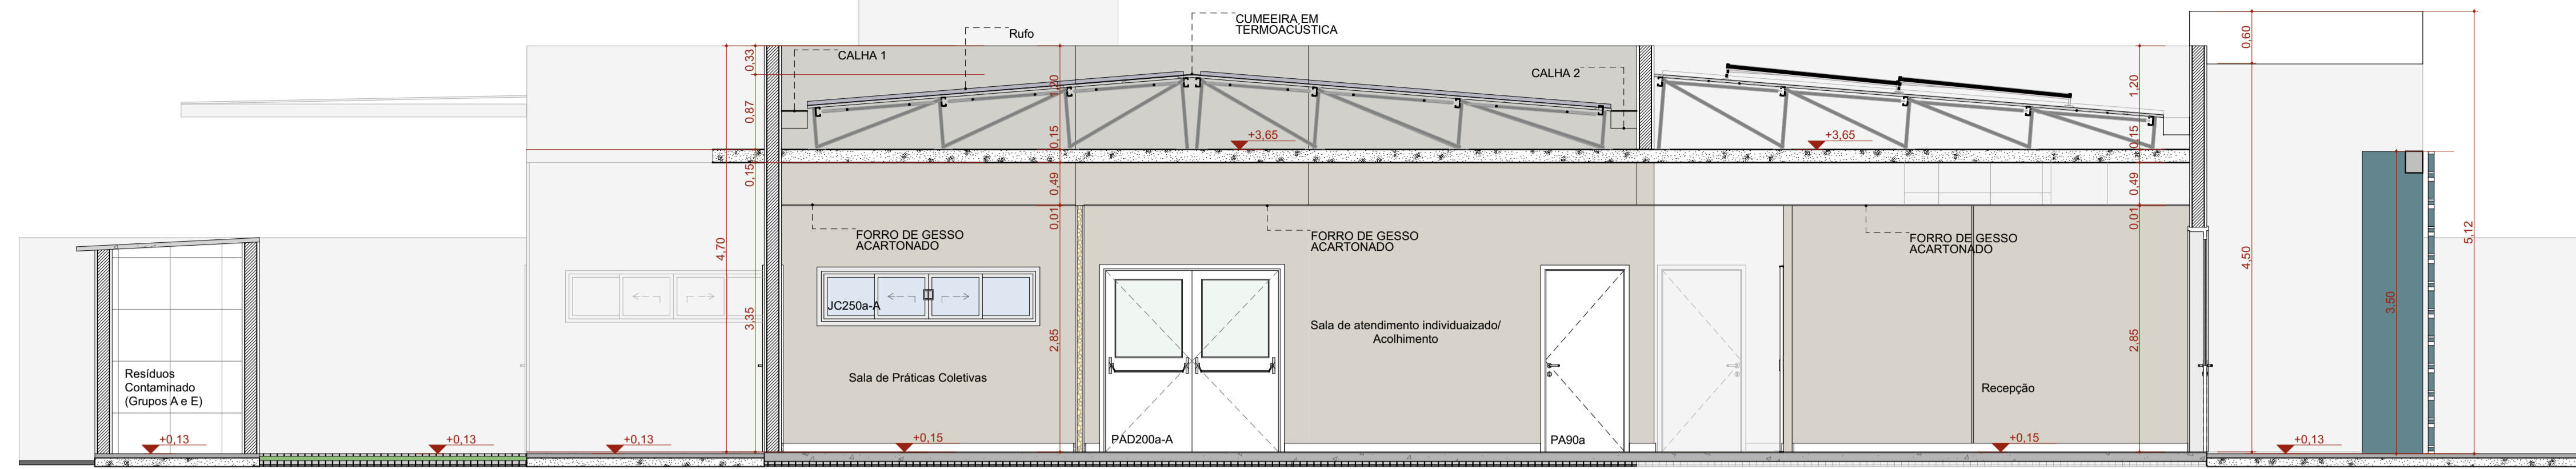 CUMEEIRA EM
TERMOACÚSTICA
Rufo
CALHA 1
CALHA 2
0,33
0,87
0,15
4,70
3,35
1,20
0,15
0,49
0,01
2,85
+3,65
+3,65
1,20
0,15
0,49
0,01
2,85
0,60
4,50
5,12
3,50
FORRO DE GESSO
ACARTONADO
FORRO DE GESSO
ACARTONADO
FORRO DE GESSO
ACARTONADO
JC250a-A
Sala de Práticas Coletivas
Sala de atendimento individuaizado/
Acolhimento
Recepção
Resíduos
Contaminado
(Grupos A e E)
PAD200a-A
PA90a
+0,13
+0,13
+0,13
+0,15
+0,15
+0,13